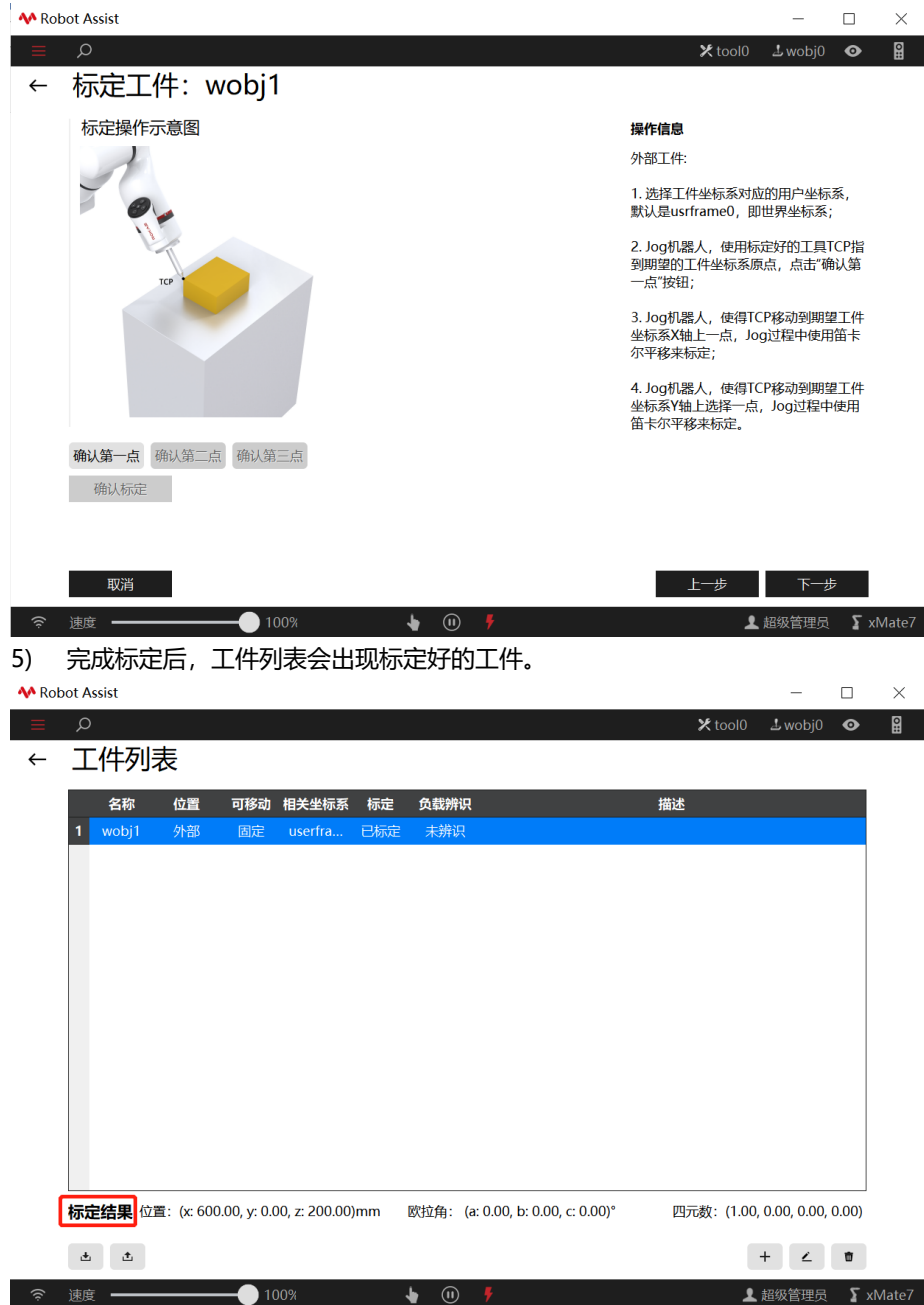 Robot Assist
tool0 wobj0
标定工件：wobj1
标定操作示意图
TCP
操作信息
外部工件:
1. 选择工件坐标系对应的用户坐标系，
默认是usrframe0，即世界坐标系；
2. Jog机器人，使用标定好的工具TCP指
到期望的工件坐标系原点，点击“确认第
一点”按钮；
3. Jog机器人，使得TCP移动到期望工件
坐标系X轴上一点，Jog过程中使用笛卡
尔平移来标定；
4. Jog机器人，使得TCP移动到期望工件
坐标系Y轴上选择一点，Jog过程中使用
笛卡尔平移来标定。
确认第一点 确认第二点 确认第三点
确认标定
取消 上一步 下一步
速度 100% 超级管理员 xMate7
5) 完成标定后，工件列表会出现标定好的工件。
Robot Assist
tool0 wobj0
工件列表
名称 位置 可移动 相关坐标系 标定 负载辨识 描述
1 wobj1 外部 固定 userfra... 已标定 未辨识
标定结果 位置：(x: 600.00, y: 0.00, z: 200.00)mm 欧拉角： (a: 0.00, b: 0.00, c: 0.00)° 四元数：(1.00, 0.00, 0.00, 0.00)
速度 100% 超级管理员 xMate7